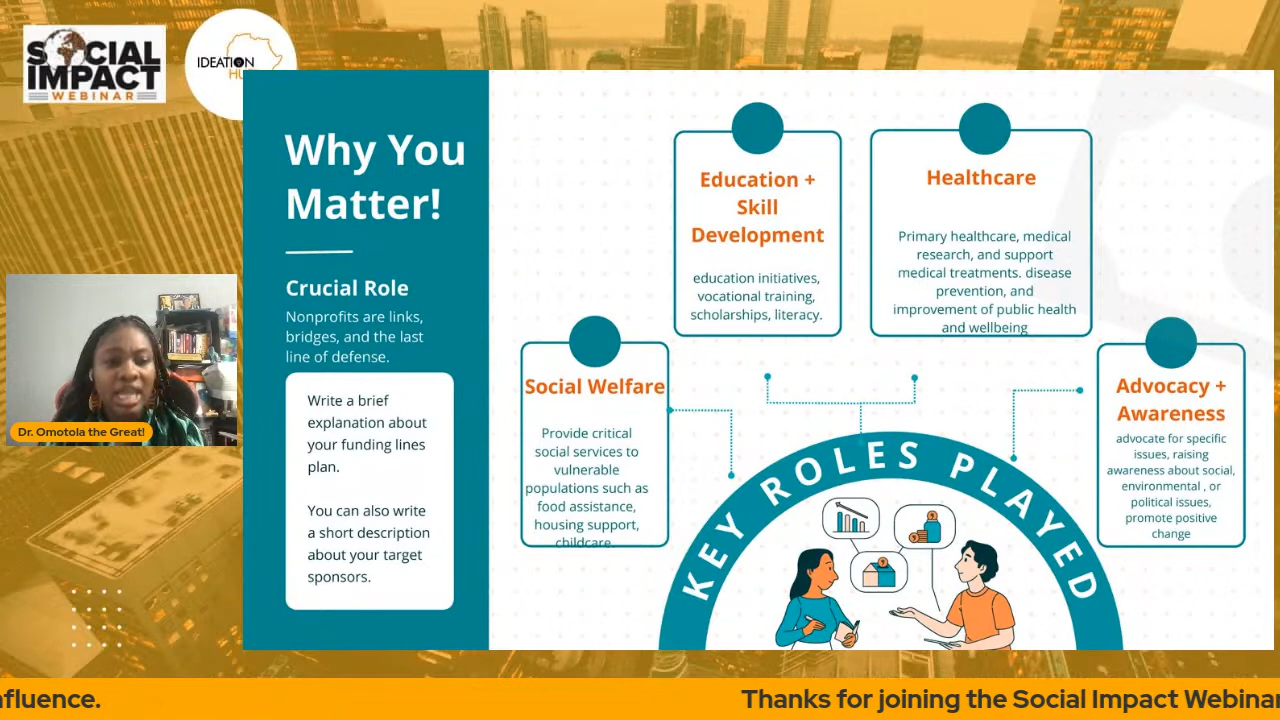 SOCIAL
IMPACT
WEBINAR
IDEATION
Why You
Matter!
Crucial Role
Nonprofits are links,
bridges, and the last
line of defense.
Write a brief
explanation about
your funding lines
plan.
You can also write
a short description
about your target
sponsors.
Education +
Skill
Development
education initiatives,
vocational training,
scholarships, literacy.
Healthcare
Primary healthcare, medical
research, and support
medical treatments. disease
prevention, and
improvement of public health
and wellbeing
Social Welfare
Provide critical
social services to
vulnerable
populations such as
food assistance,
housing support,
childcare.
Advocacy +
Awareness
advocate for specific
issues, raising
awareness about social,
environmental , or
political issues,
promote positive
change
KEY ROLES PLAYED
Dr. Omotola the Great!
nfluence.
Thanks for joining the Social Impact Webinar